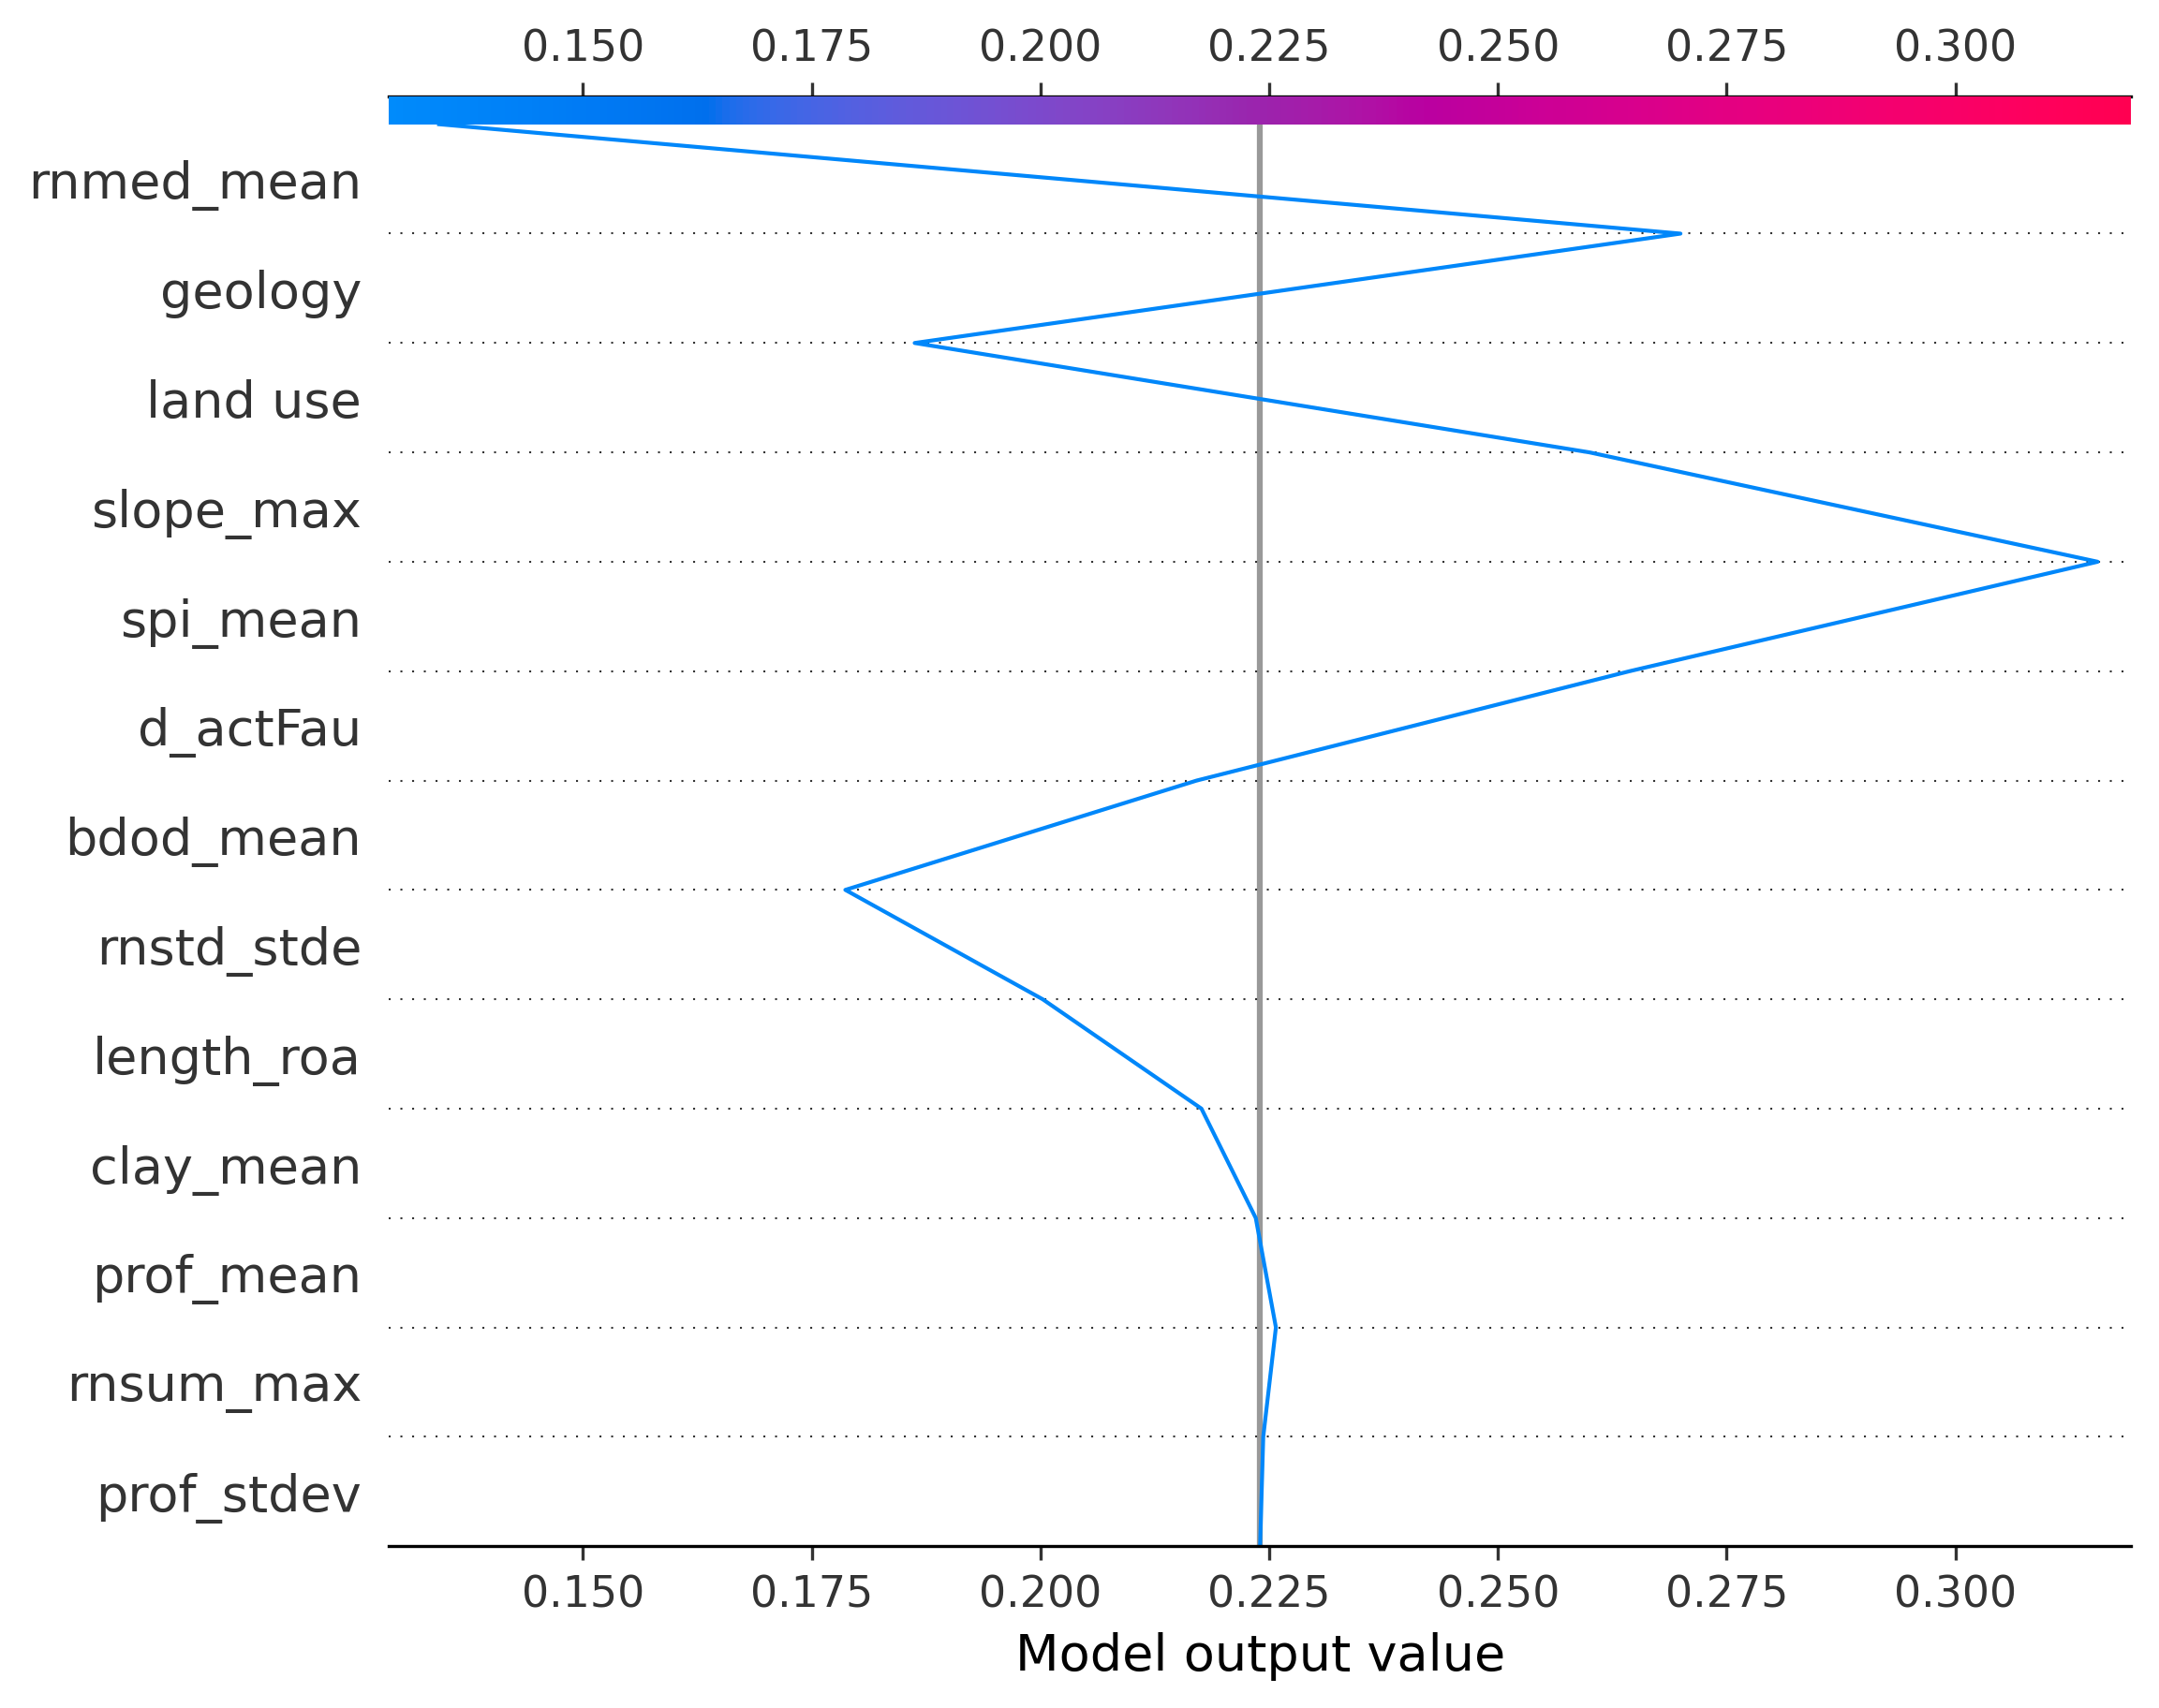 0.150 0.175 0.200 0.225 0.250 0.275 0.300
rnmed_mean
geology
land use
slope_max
spi_mean
d_actFau
bdod_mean
rnstd_stde
length_roa
clay_mean
prof_mean
rnsum_max
prof_stdev
0.150 0.175 0.200 0.225 0.250 0.275 0.300
Model output value